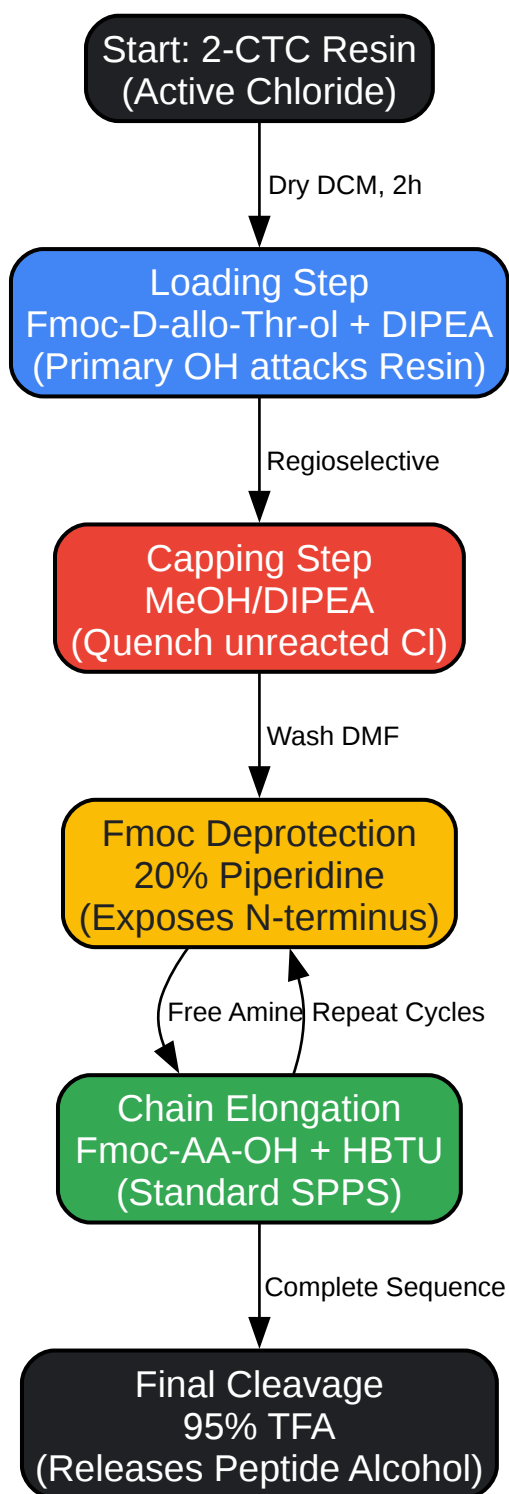 Start: 2-CTC Resin
(Active Chloride)
Dry DCM, 2h
Loading Step
Fmoc-D-allo-Thr-ol + DIPEA
(Primary OH attacks Resin)
Regioselective
Capping Step
MeOH/DIPEA
(Quench unreacted Cl)
Wash DMF
Fmoc Deprotection
20% Piperidine
(Exposes N-terminus)
Free Amine
Repeat Cycles
Chain Elongation
Fmoc-AA-OH + HBTU
(Standard SPPS)
Complete Sequence
Final Cleavage
95% TFA
(Releases Peptide Alcohol)